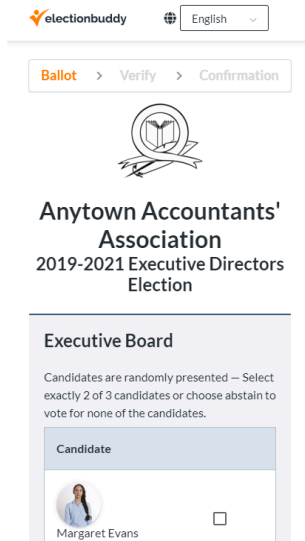 electionbuddy
English
Ballot > Verify > Confirmation
Anytown Accountants'
Association
2019-2021 Executive Directors
Election
Executive Board
Candidates are randomly presented — Select
exactly 2 of 3 candidates or choose abstain to
vote for none of the candidates.
Candidate
Margaret Evans